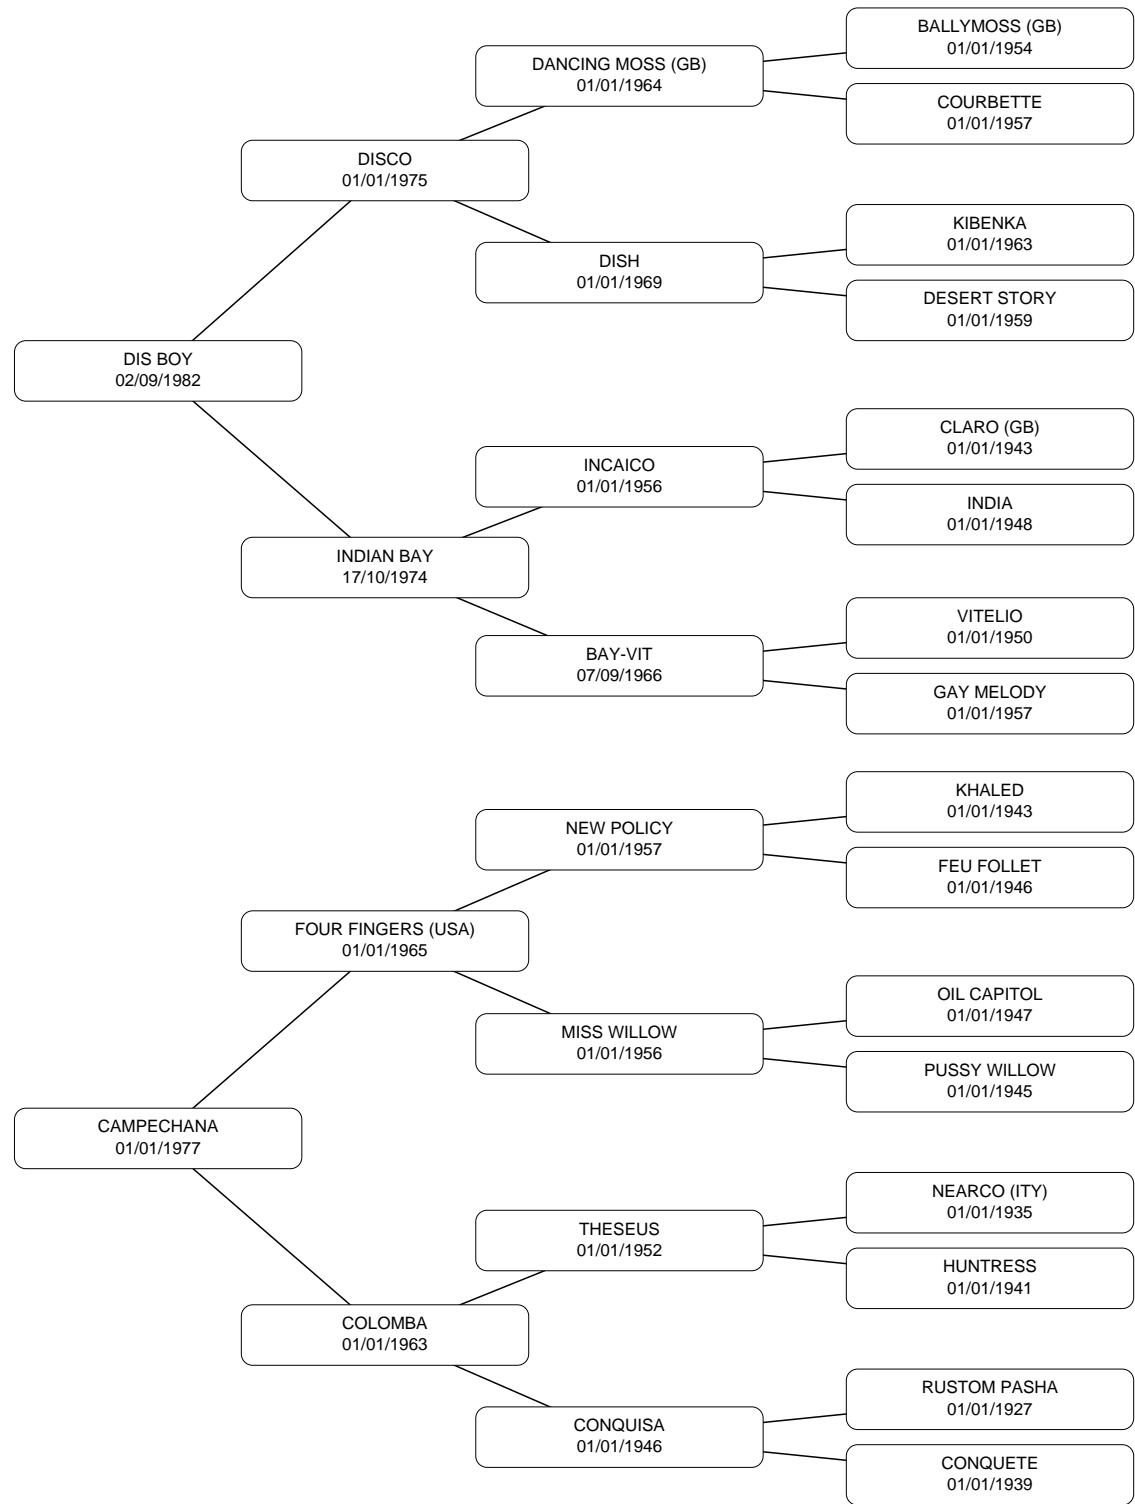 BALLYMOSS (GB)
01/01/1954
DANCING MOSS (GB)
01/01/1964
COURBETTE
01/01/1957
DISCO
01/01/1975
KIBENKA
01/01/1963
DISH
01/01/1969
DESERT STORY
01/01/1959
DIS BOY
02/09/1982
CLARO (GB)
01/01/1943
INCAICO
01/01/1956
INDIA
01/01/1948
INDIAN BAY
17/10/1974
VITELIO
01/01/1950
BAY-VIT
07/09/1966
GAY MELODY
01/01/1957
KHALED
01/01/1943
NEW POLICY
01/01/1957
FEU FOLLET
01/01/1946
FOUR FINGERS (USA)
01/01/1965
OIL CAPITOL
01/01/1947
MISS WILLOW
01/01/1956
PUSSY WILLOW
01/01/1945
CAMPECHANA
01/01/1977
NEARCO (ITY)
01/01/1935
THESEUS
01/01/1952
HUNTRESS
01/01/1941
COLOMBA
01/01/1963
RUSTOM PASHA
01/01/1927
CONQUISA
01/01/1946
CONQUETE
01/01/1939